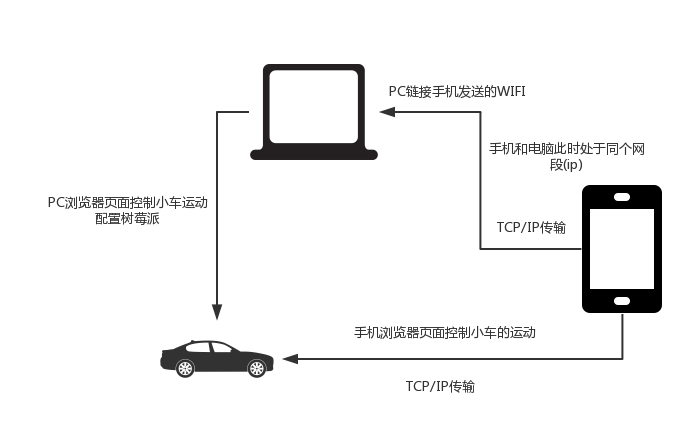 PC链接手机发送的WIFI
手机和电脑此时处于同个网
段(ip)
PC浏览器页面控制小车运动
配置树莓派
TCP/IP传输
手机浏览器页面控制小车的运动
TCP/IP传输